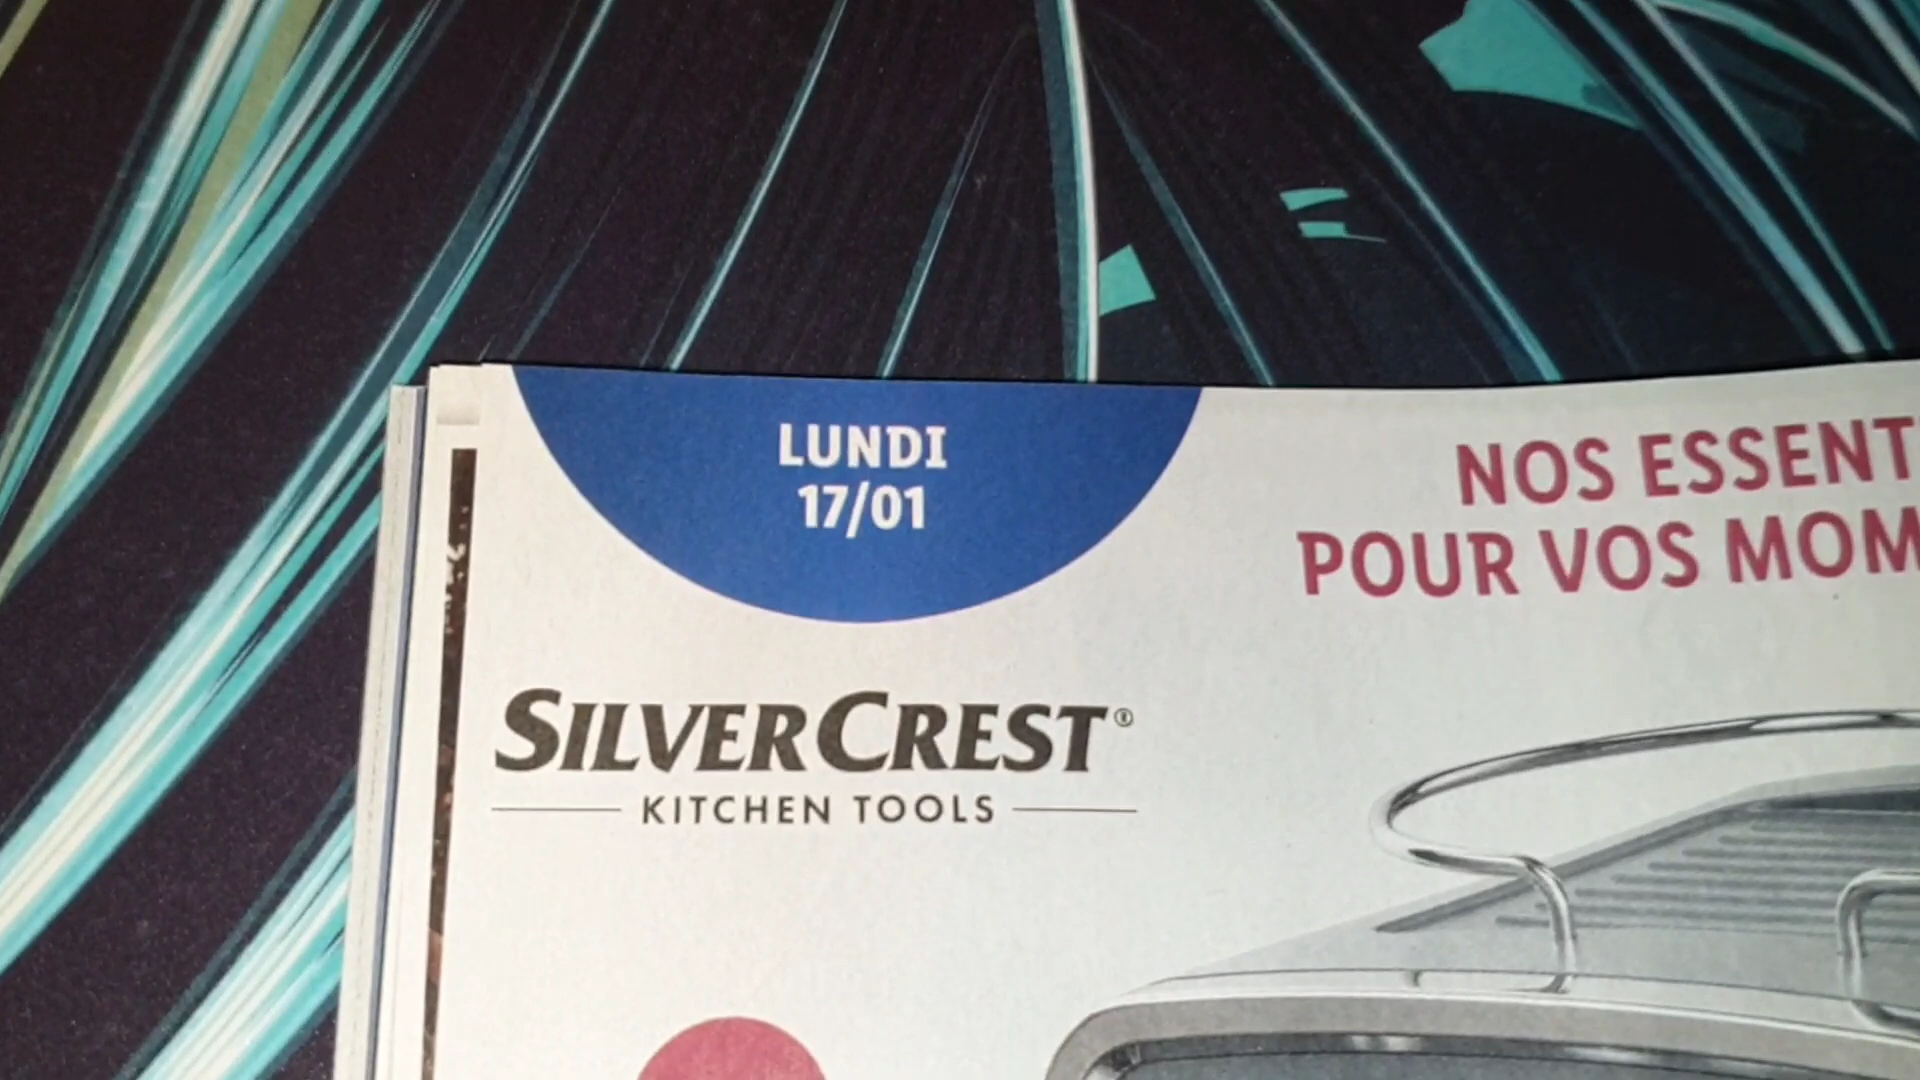 LUNDI
17/01
NOS ESSENT
POUR VOS MOM
SILVERCREST®
KITCHEN TOOLS